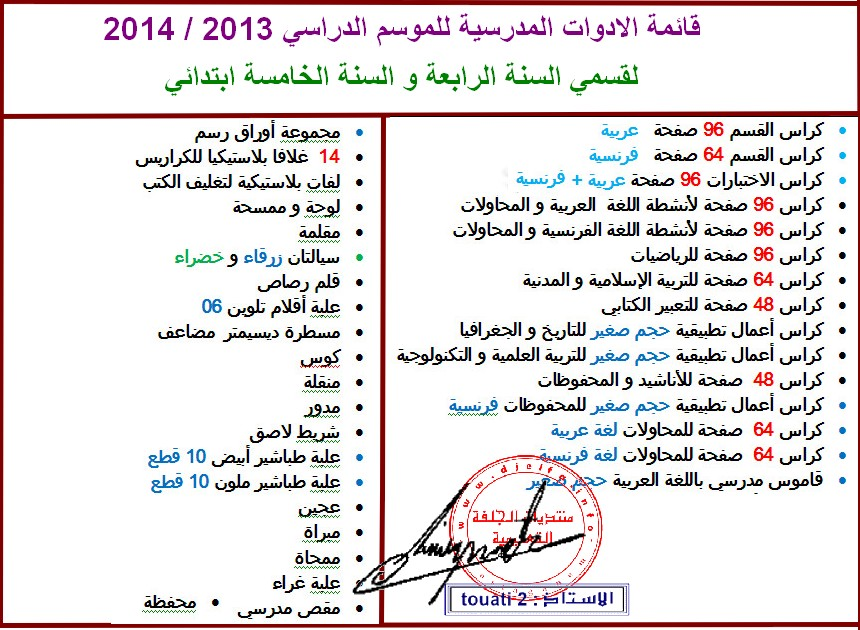 قائمة الادوات المدرسية للموسم الدراسي 2013 / 2014
لقسمي السنة الرابعة و السنة الخامسة ابتدائي
كراس القسم 96 صفحة عربية
كراس القسم 64 صفحة فرنسية
كراس الاختبارات 96 صفحة عربية + فرنسية
كراس 96 صفحة لأنشطة اللغة العربية و المحاولات
كراس 96 صفحة لأنشطة اللغة الفرنسية و المحاولات
كراس 96 صفحة للرياضيات
كراس 64 صفحة للتربية الإسلامية و المدنية
كراس 48 صفحة للتعبير الكتابي
كراس أعمال تطبيقية حجم صغير للتاريخ و الجغرافيا
كراس أعمال تطبيقية حجم صغير للتربية العلمية و التكنولوجية
كراس 48 صفحة للأناشيد و المحفوظات
كراس أعمال تطبيقية حجم صغير للمحفوظات فرنسية
كراس 64 صفحة للمحاولات لغة عربية
كراس 64 صفحة للمحاولات لغة فرنسية
قاموس مدرسي باللغة العربية حجم صغير
مجموعة أوراق رسم
14 غلافا بلاستيكيا للكراريس
لفات بلاستيكية لتغليف الكتب
لوحة و ممسحة
مقلمة
سيالتان زرقاء و خضراء
قلم رصاص
علبة أقلام تلوين 06
مسطرة ديسيمتر مضاعف
كوس
منقلة
مدور
شريط لاصق
علبة طباشير أبيض 10 قطع
علبة طباشير ملون 10 قطع
عجين
مبراة
ممحاة
علبة غراء
مقص مدرسي • محفظة
www.djelfa.info
منتديات الجلفة
التعليمية
الاستاذ : touati 2